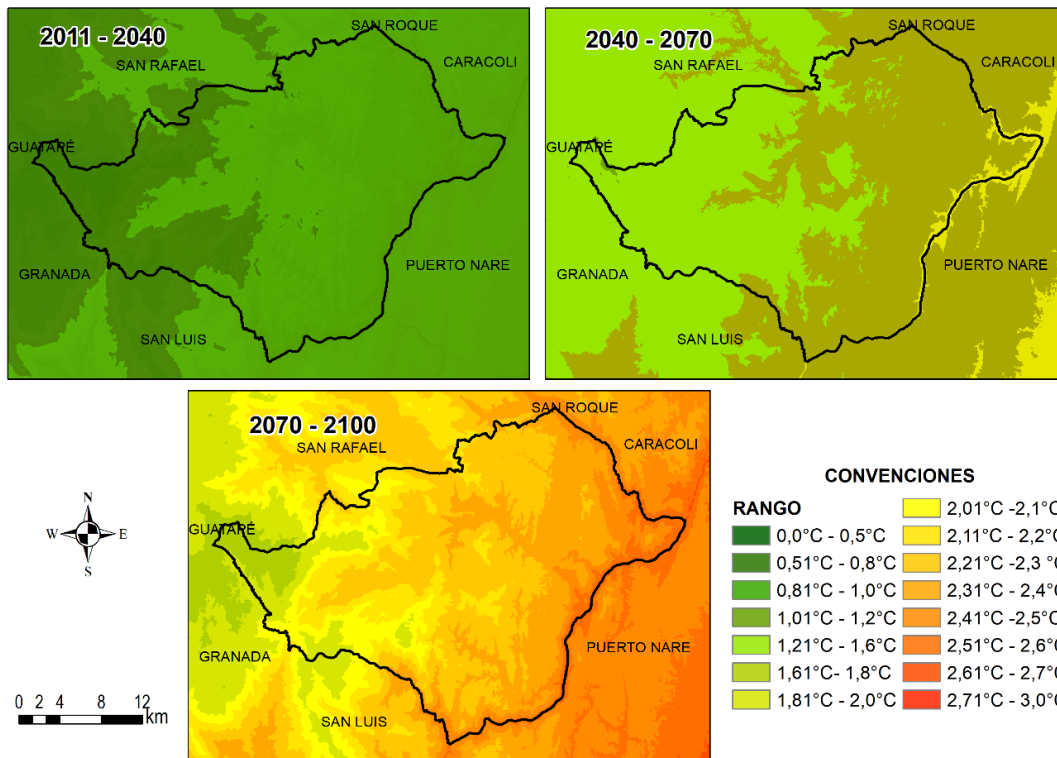 2011 - 2040
SAN ROQUE
CARACOLI
SAN RAFAEL
GUATAPÉ
GRANADA
PUERTO NARE
SAN LUIS
2040 - 2070
SAN ROQUE
CARACOLI
SAN RAFAEL
GUATAPÉ
GRANADA
PUERTO NARE
SAN LUIS
2070 - 2100
SAN ROQUE
CARACOLI
SAN RAFAEL
GUATAPÉ
GRANADA
PUERTO NARE
SAN LUIS
N
W E
S
0 2 4 8 12
km
CONVENCIONES
RANGO
0,0°C - 0,5°C
0,51°C - 0,8°C
0,81°C - 1,0°C
1,01°C - 1,2°C
1,21°C - 1,6°C
1,61°C- 1,8°C
1,81°C - 2,0°C
2,01°C -2,1°C
2,11°C - 2,2°C
2,21°C -2,3 °C
2,31°C - 2,4°C
2,41°C -2,5°C
2,51°C - 2,6°C
2,61°C - 2,7°C
2,71°C - 3,0°C